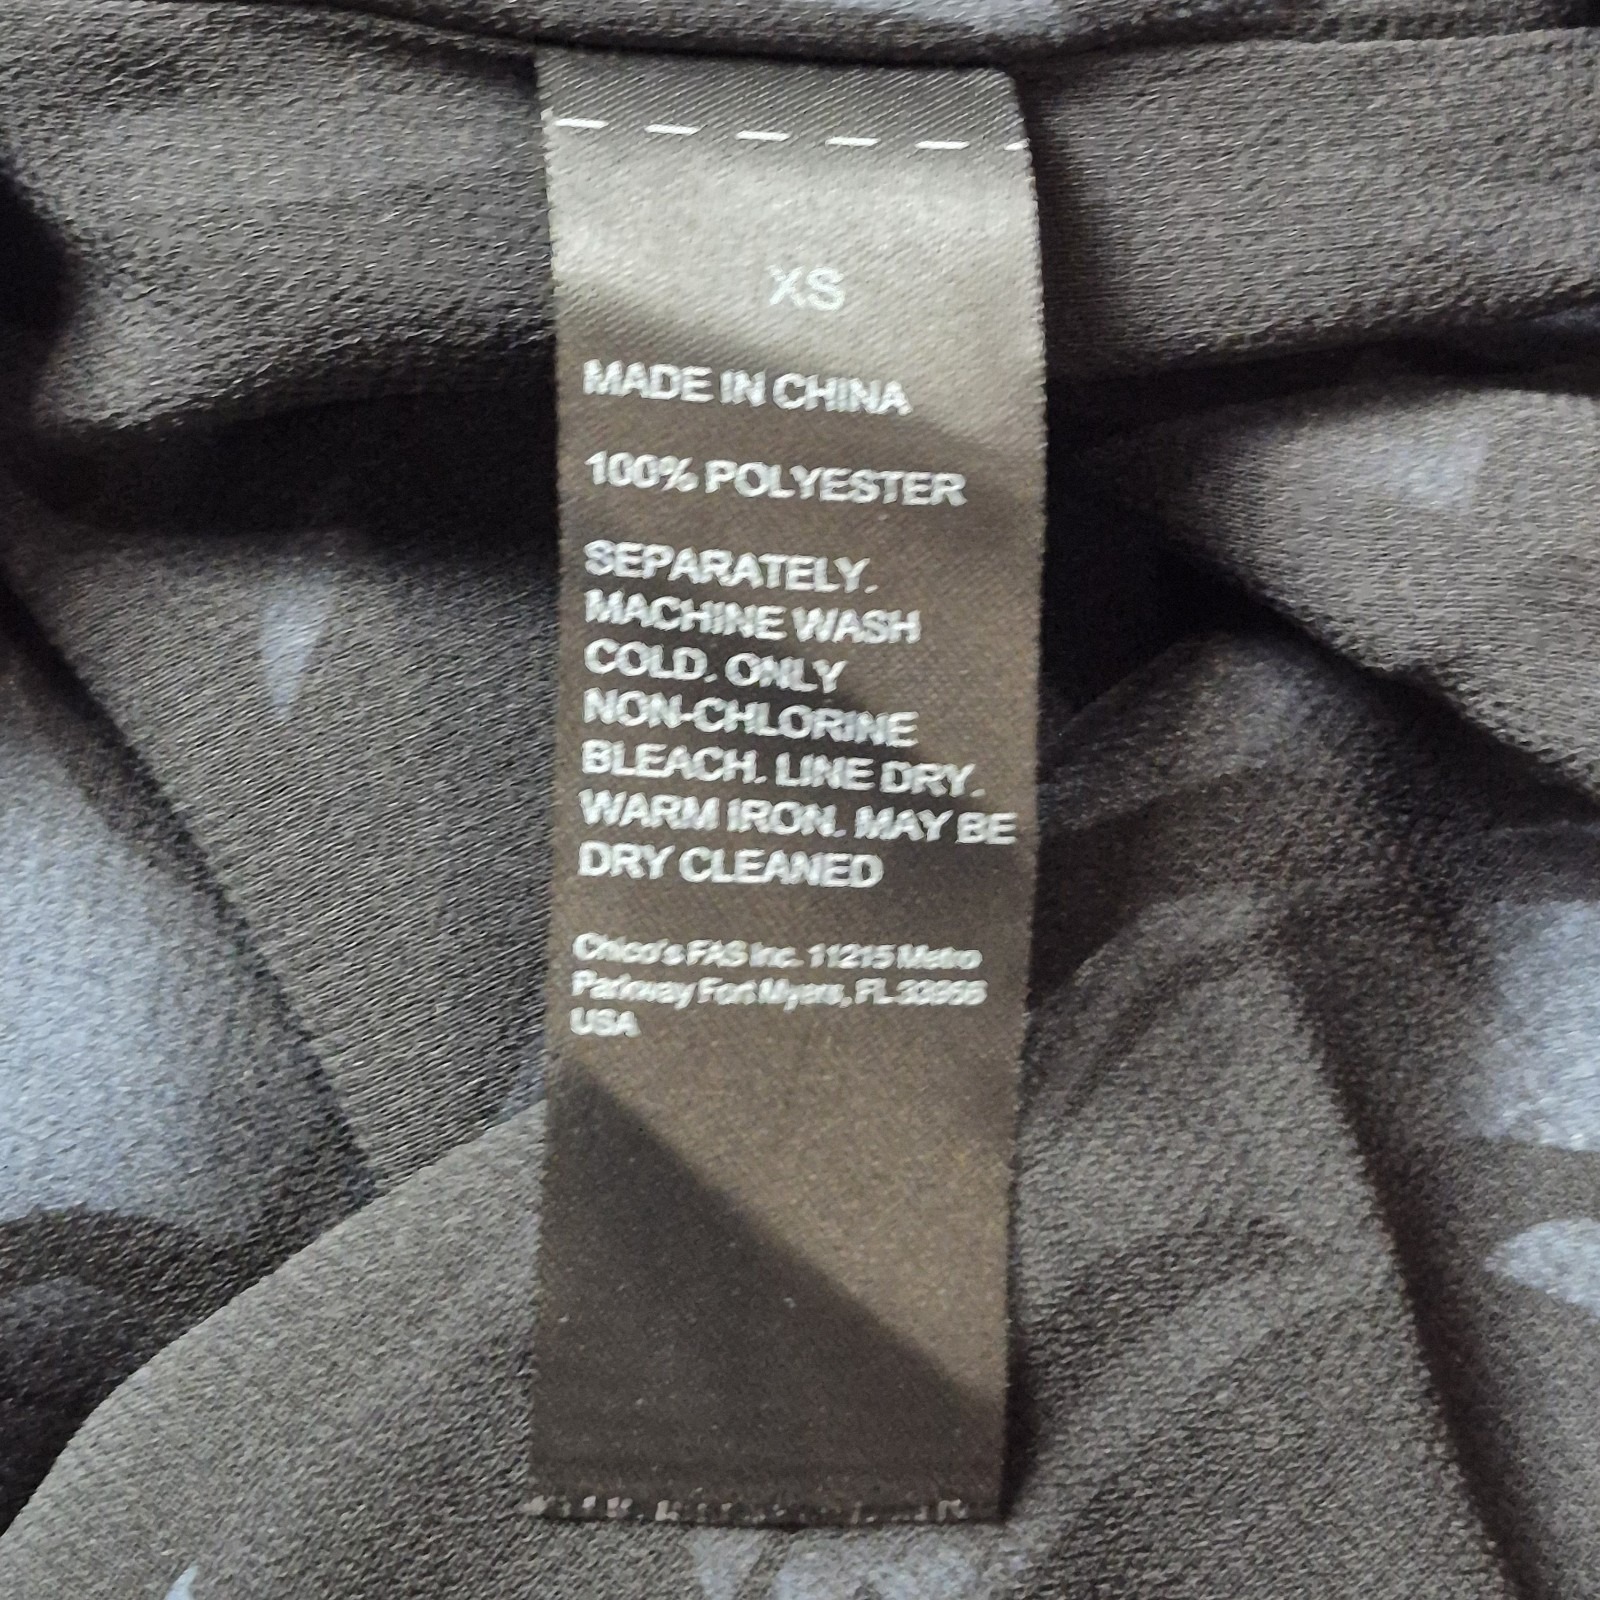 XS
MADE IN CHINA
100% POLYESTER
SEPARATELY.
MACHINE WASH
COLD. ONLY
NON-CHLORINE
BLEACH. LINE DRY.
WARM IRON. MAY BE
DRY CLEANED
Chico's FAS Inc. 11215 Metro
Parkway Fort Myers, FL 33966
USA